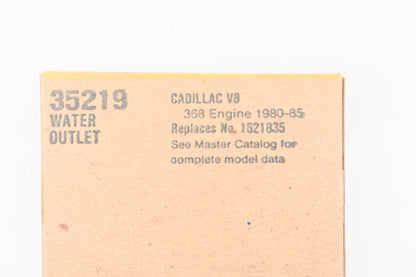 35219
WATER
OUTLET
CADILLAC V8
368 Engine 1980-85
Replaces No. 1621835
See Master Catalog for
complete model data